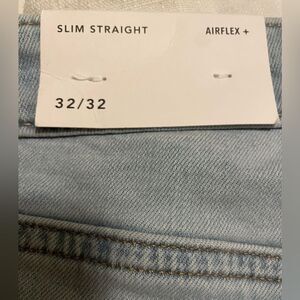 SLIM STRAIGHT AIRFLEX +
32/32